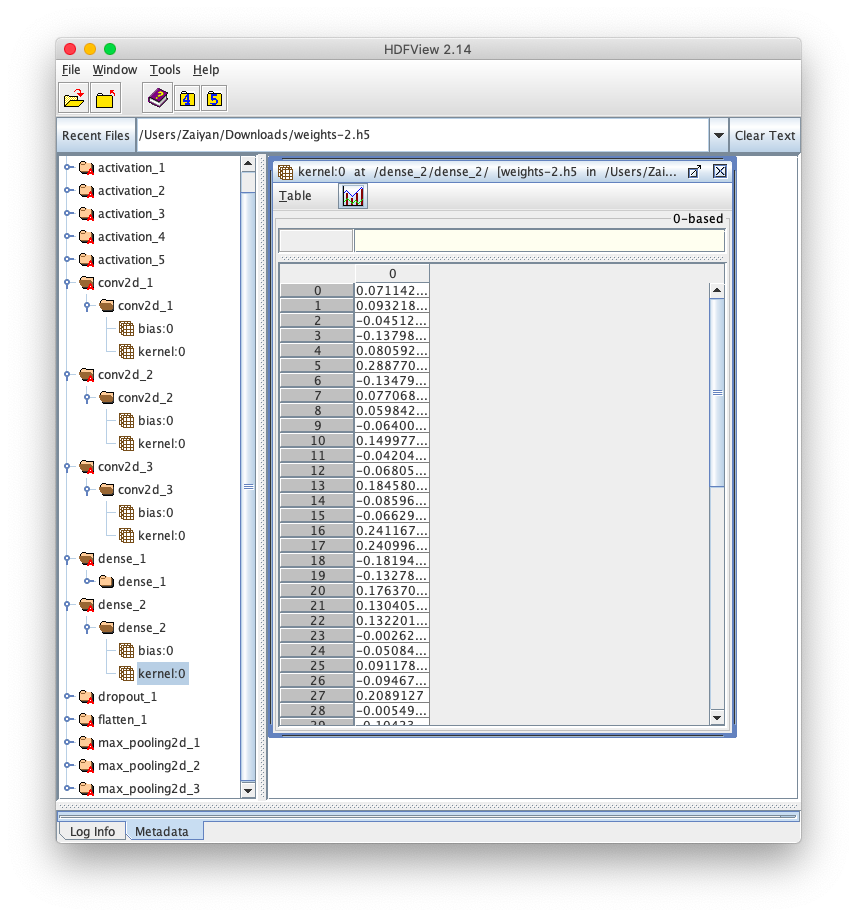 HDFView 2.14
File Window Tools Help
4 5
Recent Files /Users/Zaiyan/Downloads/weights-2.h5 Clear Text
activation_1
activation_2
activation_3
activation_4
activation_5
conv2d_1
conv2d_1
bias:0
kernel:0
conv2d_2
conv2d_2
bias:0
kernel:0
conv2d_3
conv2d_3
bias:0
kernel:0
dense_1
dense_1
dense_2
dense_2
bias:0
kernel:0
dropout_1
flatten_1
max_pooling2d_1
max_pooling2d_2
max_pooling2d_3
kernel:0 at /dense_2/dense_2/ [weights-2.h5 in /Users/Zai...
Table
0-based
0
0 0.071142...
1 0.093218...
2 -0.04512...
3 -0.13798...
4 0.080592...
5 0.288770...
6 -0.13479...
7 0.077068...
8 0.059842...
9 -0.06400...
10 0.149977...
11 -0.04204...
12 -0.06805...
13 0.184580...
14 -0.08596...
15 -0.06629...
16 0.241167...
17 0.240996...
18 -0.18194...
19 -0.13278...
20 0.176370...
21 0.130405...
22 0.132201...
23 -0.00262...
24 -0.05084...
25 0.091178...
26 -0.09467...
27 0.2089127
28 -0.00549...
29
Log Info Metadata